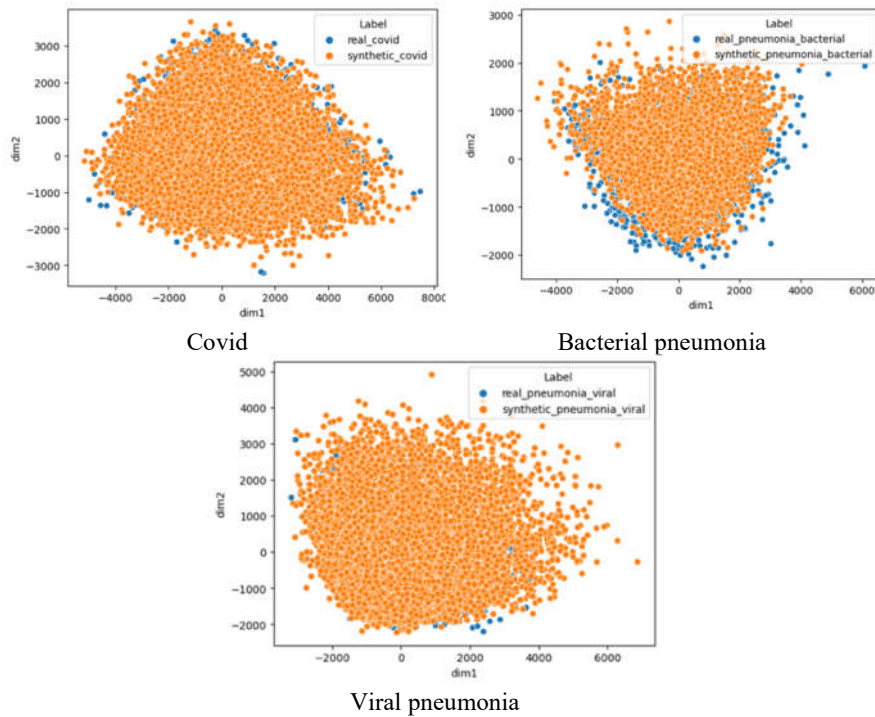 Label
real_covid
synthetic_covid
3000
2000
1000
0
−1000
−2000
−3000
dim2
−4000 −2000 0 2000 4000 6000 8000
dim1
Covid
Label
real_pneumonia_bacterial
synthetic_pneumonia_bacterial
3000
2000
1000
0
−1000
−2000
dim2
−4000 −2000 0 2000 4000 6000
dim1
Bacterial pneumonia
Label
real_pneumonia_viral
synthetic_pneumonia_viral
5000
4000
3000
2000
1000
0
−1000
−2000
dim2
−2000 0 2000 4000 6000
dim1
Viral pneumonia